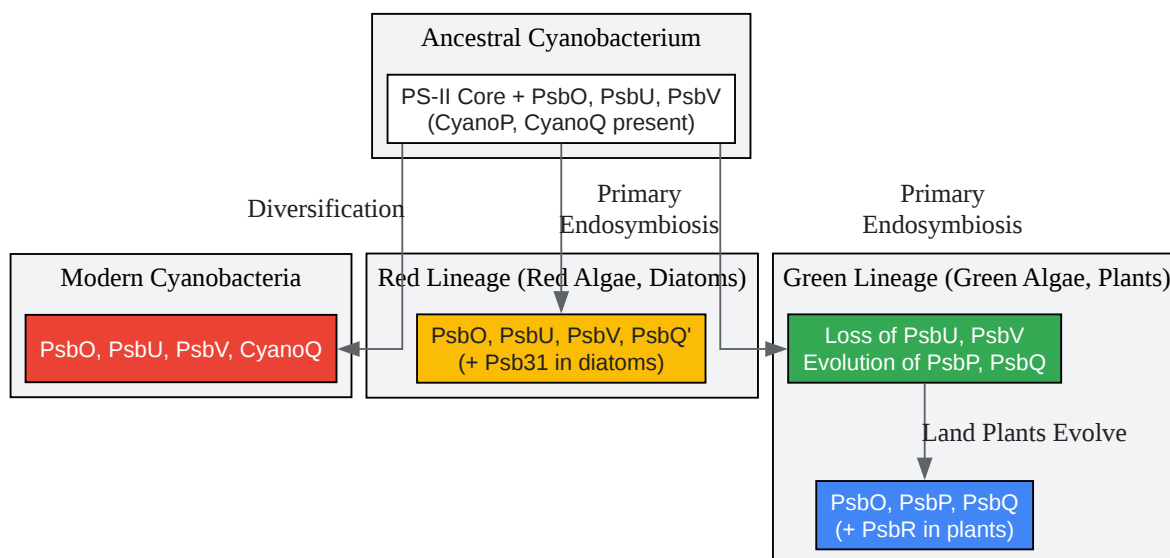 Ancestral Cyanobacterium
PS-II Core + PsbO, PsbU, PsbV
(CyanoP, CyanoQ present)
Diversification
Primary
Endosymbiosis
Primary
Endosymbiosis
Modern Cyanobacteria
PsbO, PsbU, PsbV, CyanoQ
Red Lineage (Red Algae, Diatoms)
PsbO, PsbU, PsbV, PsbQ'
(+ Psb31 in diatoms)
Green Lineage (Green Algae, Plants)
Loss of PsbU, PsbV
Evolution of PsbP, PsbQ
Land Plants Evolve
PsbO, PsbP, PsbQ
(+ PsbR in plants)